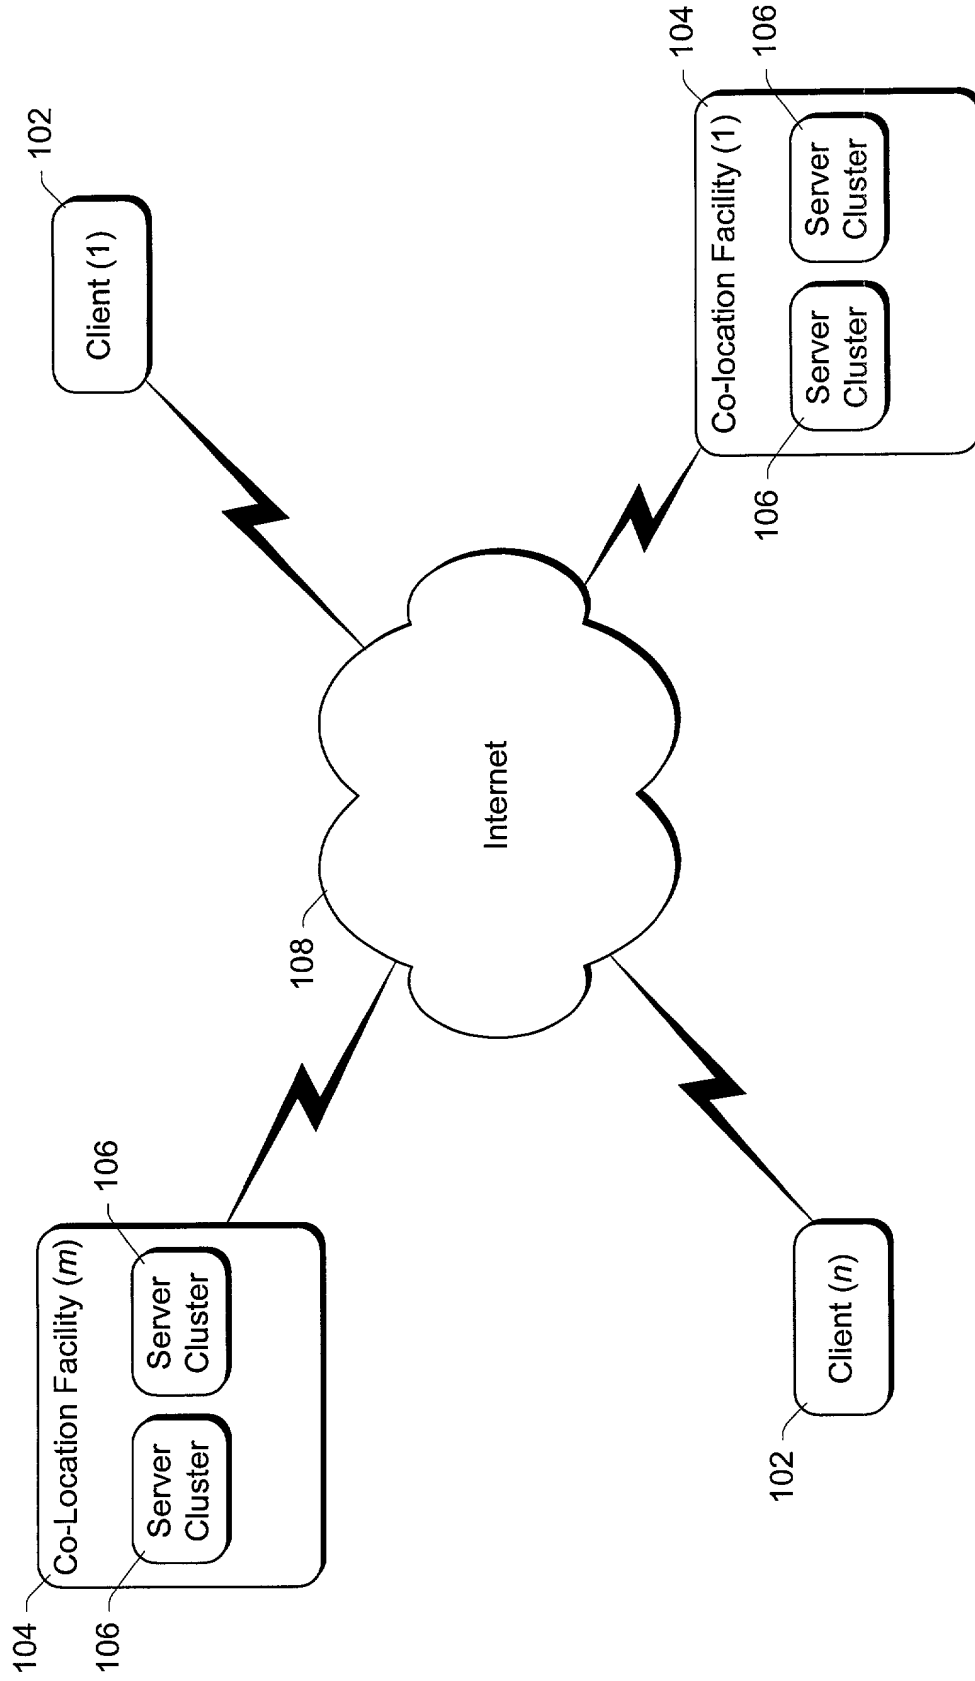 104
Co-Location Facility (m)
106
106
Server
Cluster
Server
Cluster
102
Client (1)
108
Internet
102
Client (n)
104
Co-location Facility (1)
106
106
Server
Cluster
Server
Cluster